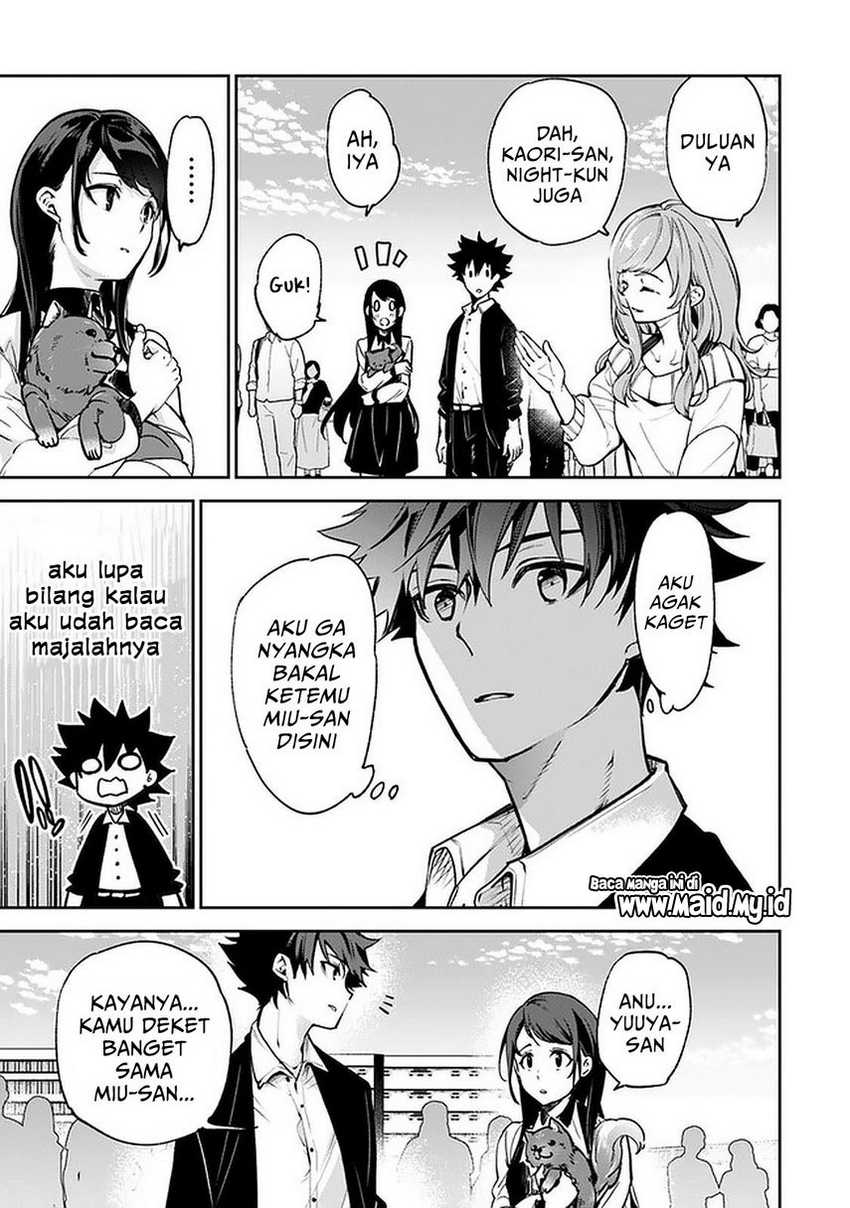 DULUAN
YA
DAH,
KAORI-SAN,
NIGHT-KUN
JUGA
AH,
IYA
GUK!
......
AKU
AGAK
KAGET
AKU GA
NYANGKA
BAKAL
KETEMU
MIU-SAN
DISINI
aku lupa
bilang kalau
aku udah baca
majalahnya
Baca manga ini di
www.Maid.My.id
ANU...
YUUYA-
SAN
KAYANYA...
KAMU DEKET
BANGET
SAMA
MIU-SAN...